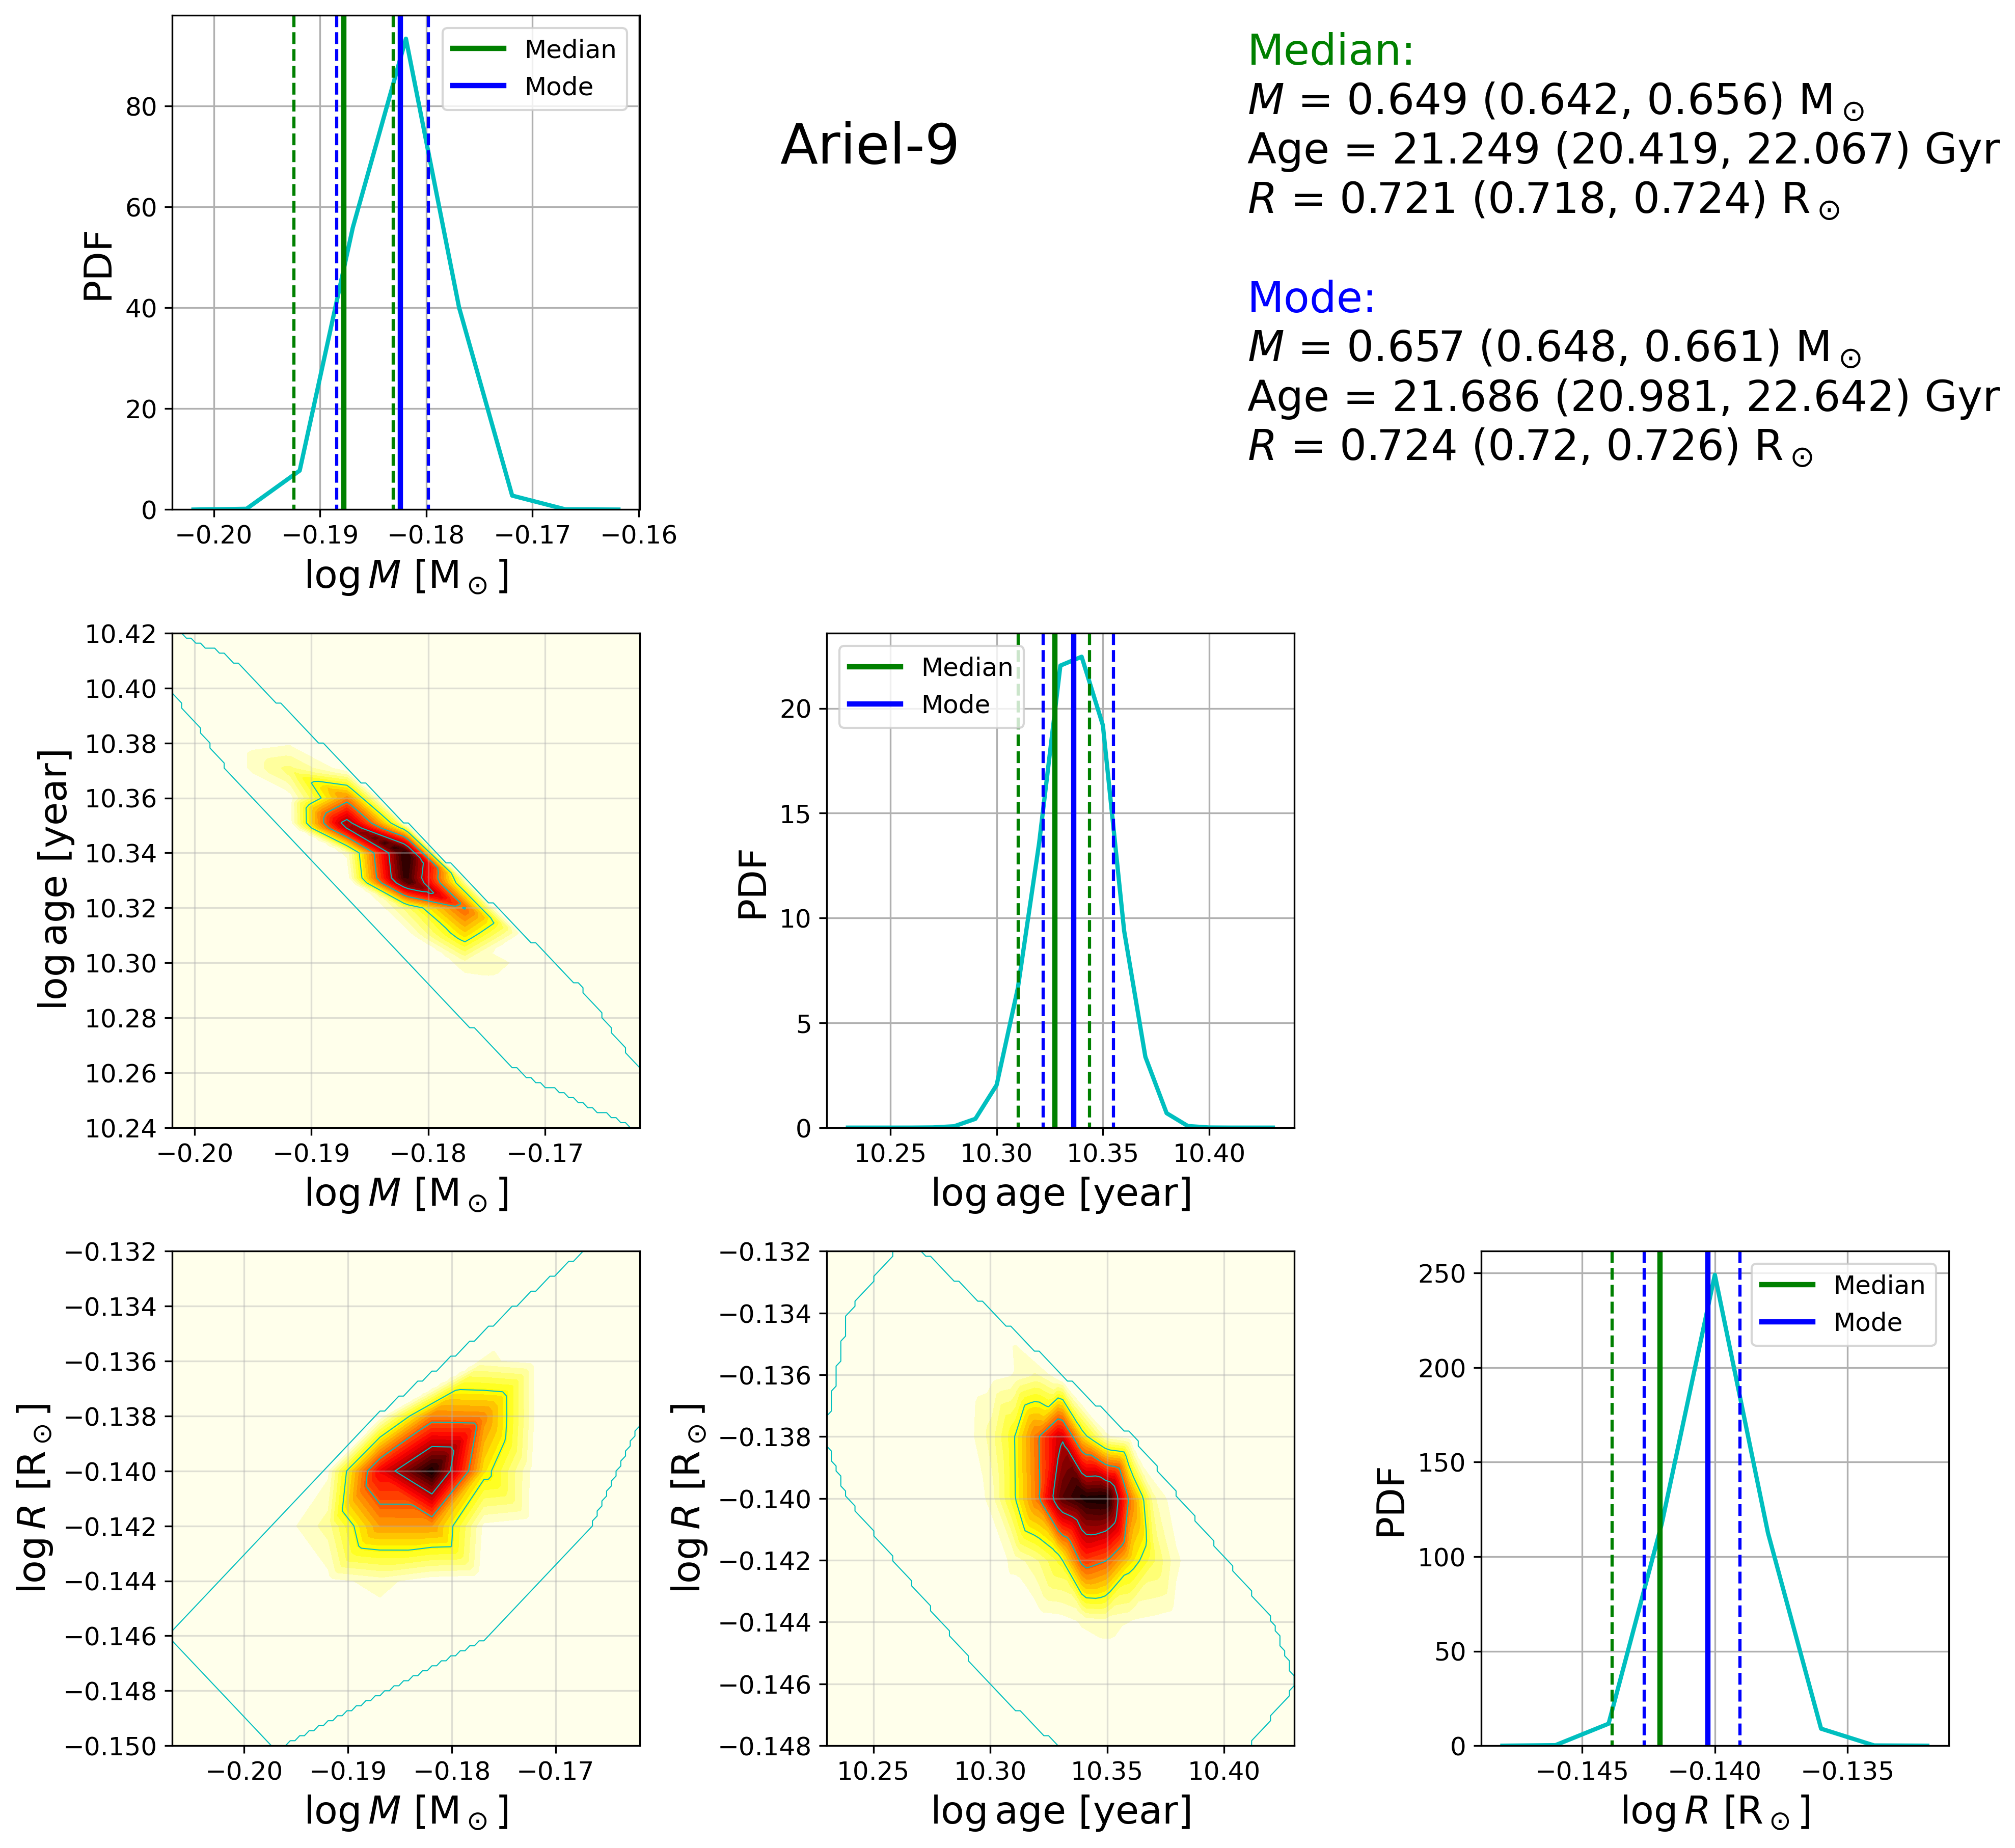 Ariel-9
Median:
M = 0.649 (0.642, 0.656) M⊙
Age = 21.249 (20.419, 22.067) Gyr
R = 0.721 (0.718, 0.724) R⊙
Mode:
M = 0.657 (0.648, 0.661) M⊙
Age = 21.686 (20.981, 22.642) Gyr
R = 0.724 (0.72, 0.726) R⊙
Median
Mode
PDF
80
60
40
20
0
−0.20 −0.19 −0.18 −0.17 −0.16
log M [M⊙]
log age [year]
10.42
10.40
10.38
10.36
10.34
10.32
10.30
10.28
10.26
10.24
−0.20 −0.19 −0.18 −0.17
log M [M⊙]
Median
Mode
PDF
20
15
10
5
0
10.25 10.30 10.35 10.40
log age [year]
log R [R⊙]
−0.132
−0.134
−0.136
−0.138
−0.140
−0.142
−0.144
−0.146
−0.148
−0.150
−0.20 −0.19 −0.18 −0.17
log M [M⊙]
log R [R⊙]
−0.132
−0.134
−0.136
−0.138
−0.140
−0.142
−0.144
−0.146
−0.148
10.25 10.30 10.35 10.40
log age [year]
Median
Mode
PDF
250
200
150
100
50
0
−0.145 −0.140 −0.135
log R [R⊙]